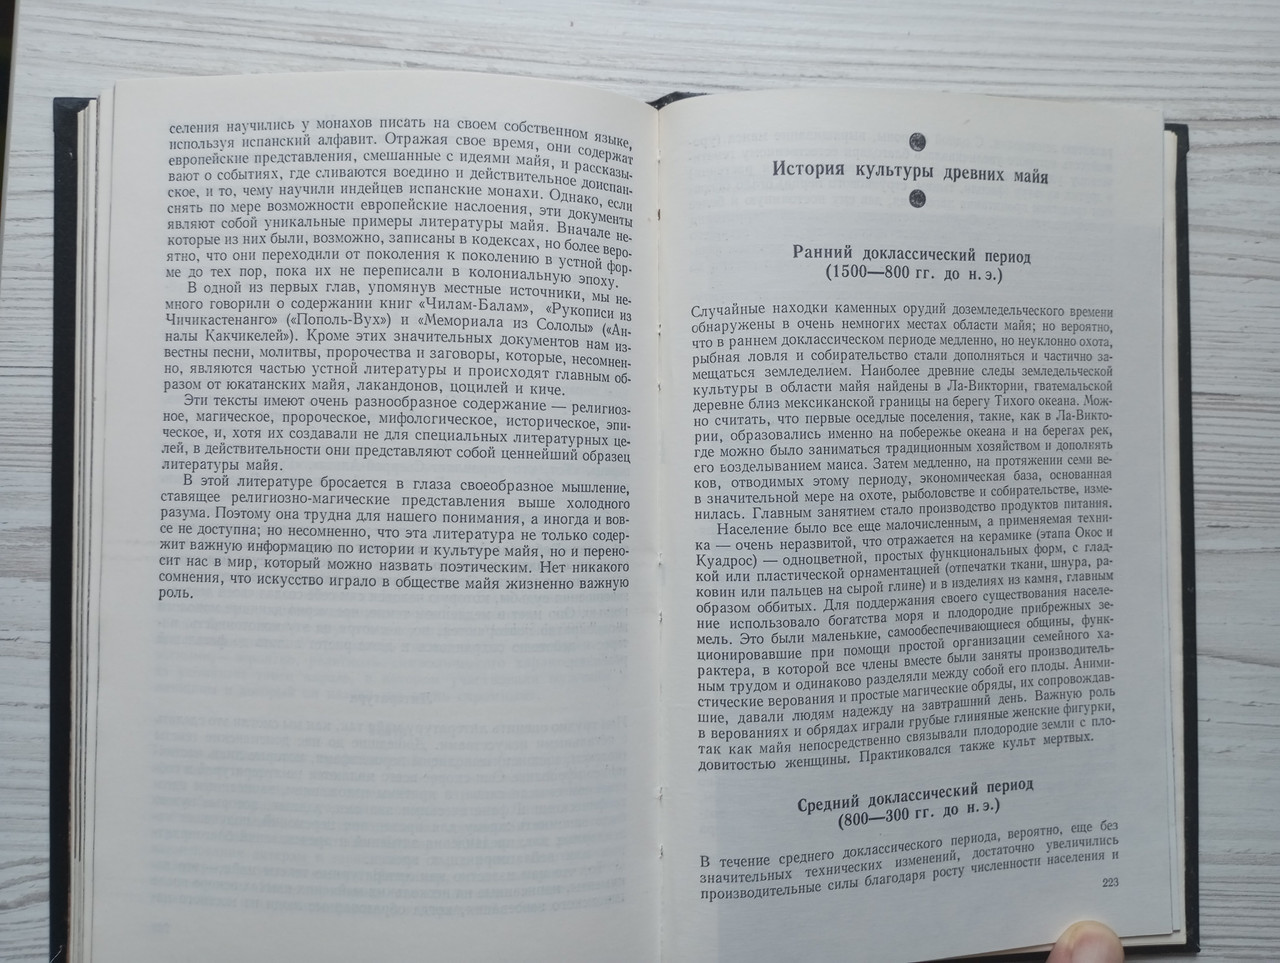 селения научились у монахов писать на своем собственном языке,
используя испанский алфавит. Отражая свое время, они содержат
европейские представления, смешанные с идеями майя, и рассказы-
вают о событиях, где сливаются воедино и действительное доиспан-
ское, и то, чему научили индейцев испанские монахи. Однако, если
снять по мере возможности европейские наслоения, эти документы
являют собой уникальные примеры литературы майя. Вначале не-
которые из них были, возможно, записаны в кодексах, но более веро-
ятно, что они переходили от поколения к поколению в устной фор-
ме до тех пор, пока их не переписали в колониальную эпоху.
В одной из первых глав, упомянув местные источники, мы не-
много говорили о содержании книг «Чилам-Балам», «Рукописи из
Чичикастенанго» («Пополь-Вух») и «Мемориала из Сололы» («Ан-
налы Какчикелей»). Кроме этих значительных документов нам из-
вестны песни, молитвы, пророчества и заговоры, которые, несомнен-
но, являются частью устной литературы и происходят главным об-
разом от юкатанских майя, лакандонов, цоцилей и киче.
Эти тексты имеют очень разнообразное содержание — религиоз-
ное, магическое, пророческое, мифологическое, историческое, эпи-
ческое, и, хотя их создавали не для специальных литературных це-
лей, в действительности они представляют собой ценнейший образец
литературы майя.
В этой литературе бросается в глаза своеобразное мышление,
ставящее религиозно-магические представления выше холодного
разума. Поэтому она трудна для нашего понимания, а иногда и вов-
се не доступна; но несомненно, что эта литература не только содер-
жит важную информацию по истории и культуре майя, но и перено-
сит нас в мир, который можно назвать поэтическим. Нет никакого
сомнения, что искусство играло в обществе майя жизненно важную
роль.
История культуры древних майя
Ранний доклассический период
(1500—800 гг. до н. э.)
Случайные находки каменных орудий доземледельческого времени
обнаружены в очень немногих местах области майя; но вероятно,
что в раннем доклассическом периоде медленно, но неуклонно охота,
рыбная ловля и собирательство стали дополняться и частично за-
мещаться земледелием. Наиболее древние следы земледельческой
культуры в области майя найдены в Ла-Виктории, гватемальской
деревне близ мексиканской границы на берегу Тихого океана. Мож-
но считать, что первые оседлые поселения, такие, как в Ла-Викто-
рии, образовались именно на побережье океана и на берегах рек,
где можно было заниматься традиционным хозяйством и дополнять
его возделыванием маиса. Затем медленно, на протяжении семи ве-
ков, отводимых этому периоду, экономическая база, основанная
в значительной мере на охоте, рыболовстве и собирательстве, изме-
нилась. Главным занятием стало производство продуктов питания.
Население было все еще малочисленным, а применяемая техни-
ка — очень неразвитой, что отражается на керамике (этапа Окос и
Куадрос) — одноцветной, простых функциональных форм, с глад-
кой или пластической орнаментацией (отпечатки ткани, шнура, ра-
ковин или пальцев на сырой глине) и в изделиях из камня, главным
образом оббитых. Для поддержания своего существования населе-
ние использовало богатства моря и плодородие прибрежных зе-
мель. Это были маленькие, самообеспечивающиеся общины, функ-
ционировавшие при помощи простой организации семейного ха-
рактера, в которой все члены вместе были заняты производитель-
ным трудом и одинаково разделяли между собой его плоды. Аними-
стические верования и простые магические обряды, их сопровождав-
шие, давали людям надежду на завтрашний день. Важную роль
в верованиях и обрядах играли грубые глиняные женские фигурки,
так как майя непосредственно связывали плодородие земли с пло-
довитостью женщины. Практиковался также культ мертвых.
Средний доклассический период
(800—300 гг. до н. э.)
В течение среднего доклассического периода, вероятно, еще без
значительных технических изменений, достаточно увеличились
производительные силы благодаря росту численности населения и
223